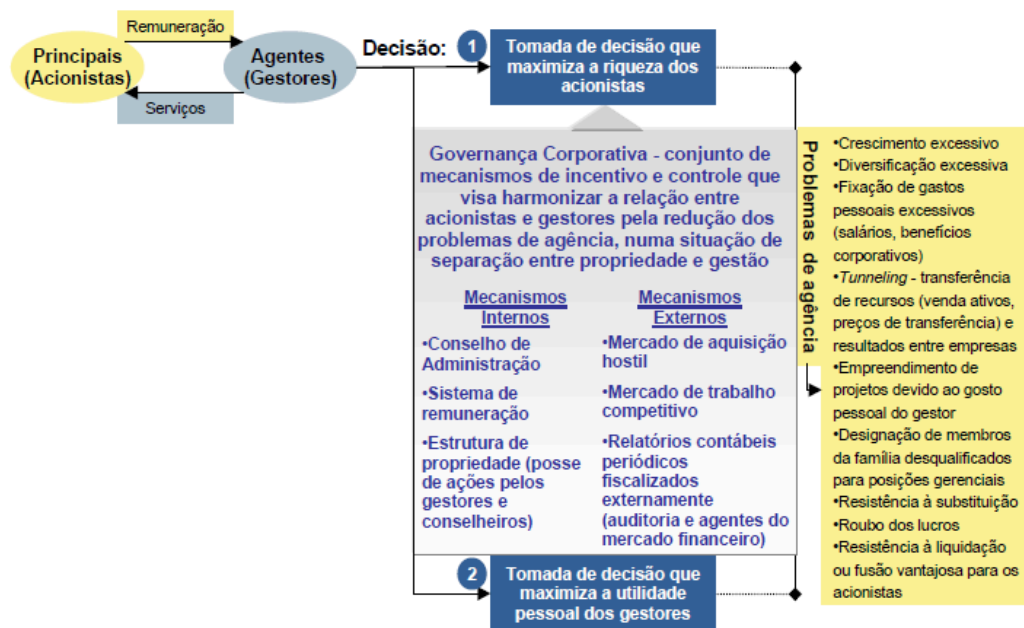 Remuneração
Principais
(Acionistas)
Agentes
(Gestores)
Serviços
Decisão:
1
Tomada de decisão que
maximiza a riqueza dos
acionistas
Governança Corporativa - conjunto de
mecanismos de incentivo e controle que
visa harmonizar a relação entre
acionistas e gestores pela redução dos
problemas de agência, numa situação de
separação entre propriedade e gestão
Mecanismos
Internos
•Conselho de
Administração
•Sistema de
remuneração
•Estrutura de
propriedade (posse
de ações pelos
gestores e
conselheiros)
Mecanismos
Externos
•Mercado de aquisição
hostil
•Mercado de trabalho
competitivo
•Relatórios contábeis
periódicos
fiscalizados
externamente
(auditoria e agentes do
mercado financeiro)
2
Tomada de decisão que
maximiza a utilidade
pessoal dos gestores
Problemas de agência
•Crescimento excessivo
•Diversificação excessiva
•Fixação de gastos
pessoais excessivos
(salários, benefícios
corporativos)
•Tunneling - transferência
de recursos (venda ativos,
preços de transferência) e
resultados entre empresas
•Empreendimento de
projetos devido ao gosto
pessoal do gestor
•Designação de membros
da família desqualificados
para posições gerenciais
•Resistência à substituição
•Roubo dos lucros
•Resistência à liquidação
ou fusão vantajosa para os
acionistas